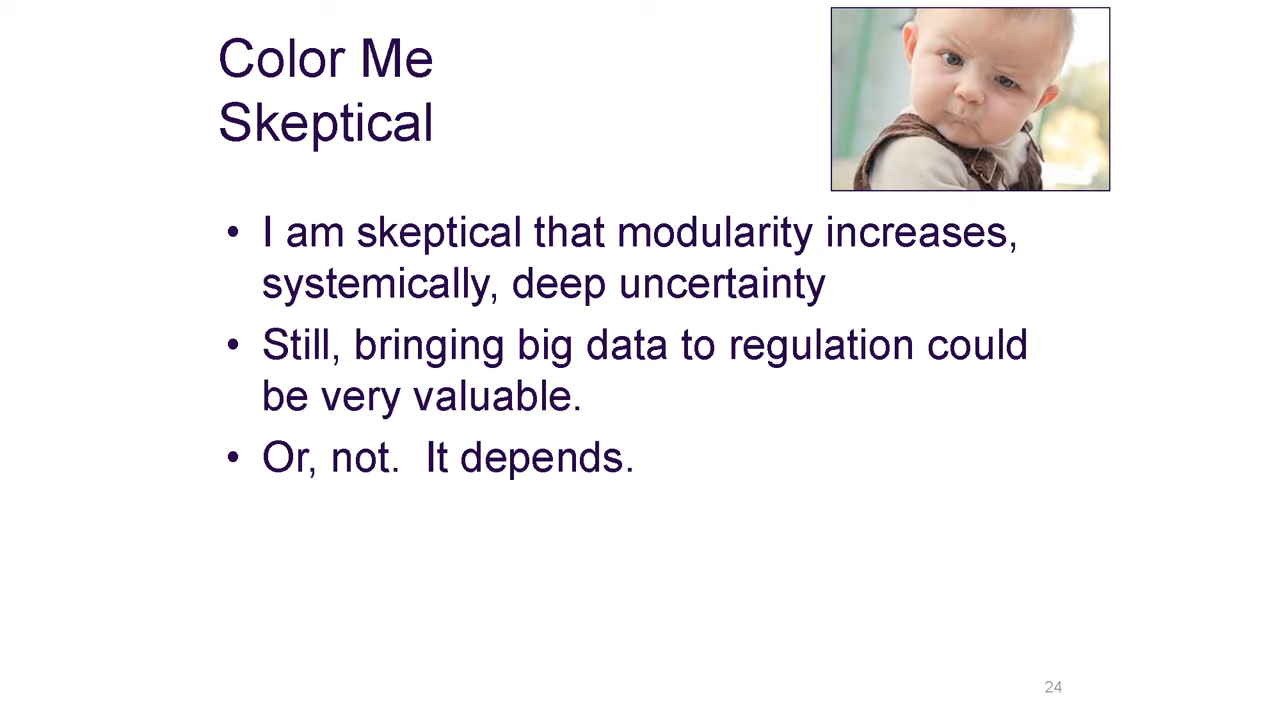 Color Me
Skeptical
• I am skeptical that modularity increases,
systemically, deep uncertainty
• Still, bringing big data to regulation could
be very valuable.
• Or, not.  It depends.
24